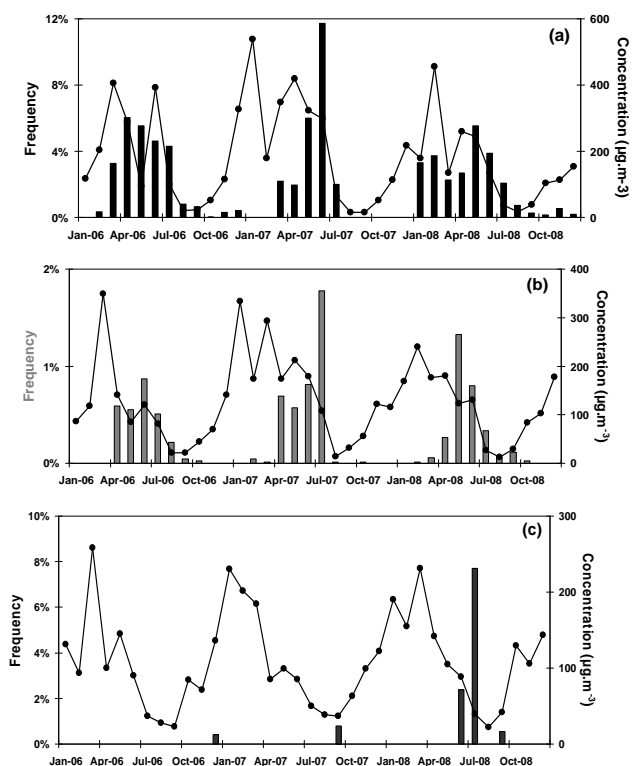 (a)
12%
8%
4%
0%
Frequency
600
400
200
0
Concentration (µg.m-3)
Jan-06 Apr-06 Jul-06 Oct-06 Jan-07 Apr-07 Jul-07 Oct-07 Jan-08 Apr-08 Jul-08 Oct-08
(b)
2%
1%
0%
Frequency
400
300
200
100
0
Concentration (µg.m-3)
Jan-06 Apr-06 Jul-06 Oct-06 Jan-07 Apr-07 Jul-07 Oct-07 Jan-08 Apr-08 Jul-08 Oct-08
(c)
10%
8%
6%
4%
2%
0%
Frequency
300
200
100
0
Concentration (µg.m-3)
Jan-06 Apr-06 Jul-06 Oct-06 Jan-07 Apr-07 Jul-07 Oct-07 Jan-08 Apr-08 Jul-08 Oct-08